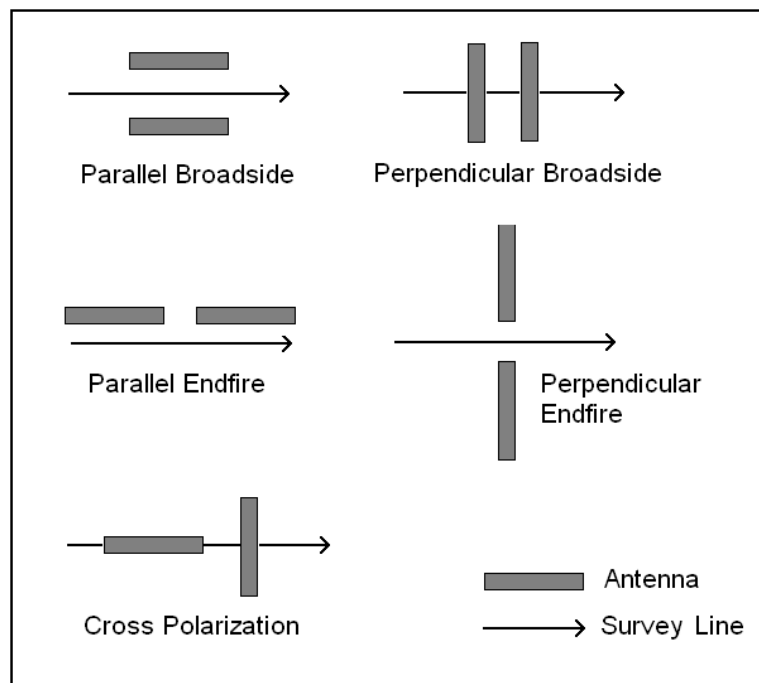 Parallel Broadside
Perpendicular Broadside
Parallel Endfire
Perpendicular
Endfire
Cross Polarization
Antenna
Survey Line